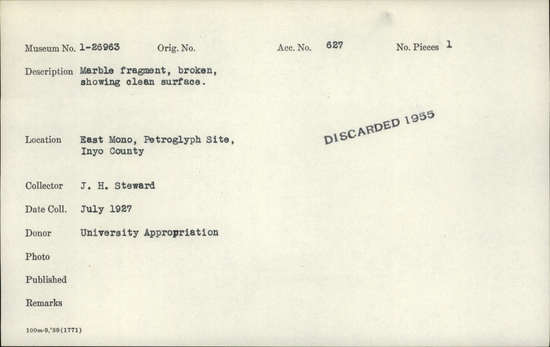 Museum No. 1-26963 Orig. No. Acc. No. 627 No. Pieces 1
Description Marble fragment, broken,
showing clean surface.
Location East Mono, Petroglyph Site,
Inyo County
DISCARDED 1955
Collector J. H. Steward
Date Coll. July 1927
Donor University Appropriation
Photo
Published
Remarks
100m-9,'39(1771)